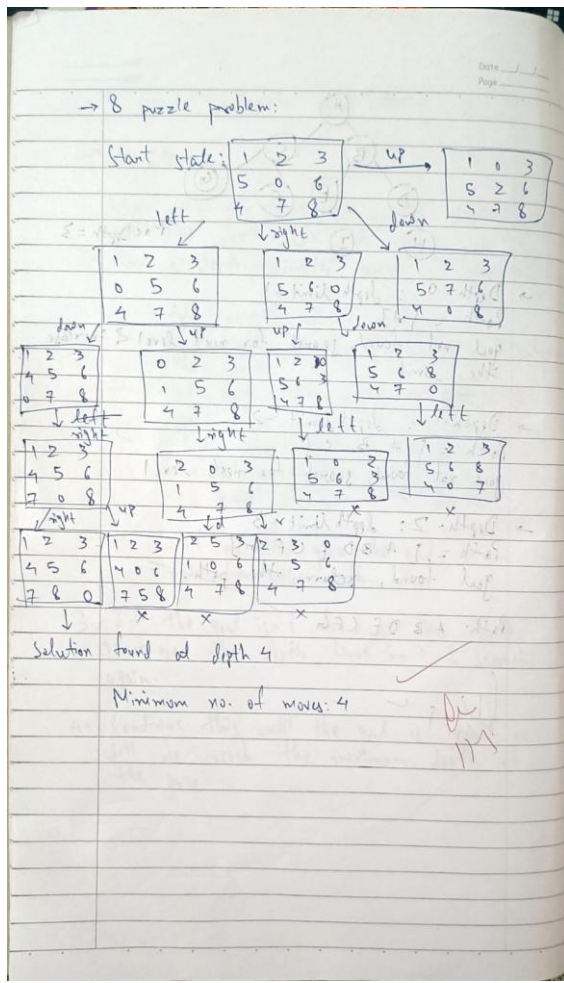 Date
Page
→ 8 puzzle problem:
Start state:
1 2 3
5 0 6
4 7 8
up
1 0 3
5 2 6
4 7 8
left
right
down
1 2 3
0 5 6
4 7 8
1 2 3
5 6 0
4 7 8
1 2 3
5 7 6
4 0 8
down
up
up
down
1 2 3
4 5 6
0 7 8
0 2 3
1 5 6
4 7 8
1 2 0
5 6 3
4 7 8
1 2 3
5 6 8
4 7 0
left
right
right
left
left
1 2 3
4 5 6
7 0 8
2 0 3
1 5 6
4 7 8
1 0 2
5 6 3
4 7 8
1 2 3
5 6 8
4 0 7
x
x
right
up
d
r
1 2 3
4 5 6
7 8 0
1 2 3
4 0 6
7 5 8
2 5 3
1 0 6
4 7 8
2 3 0
1 5 6
4 7 8
x
x
x
Solution found at depth 4
Minimum no. of moves: 4